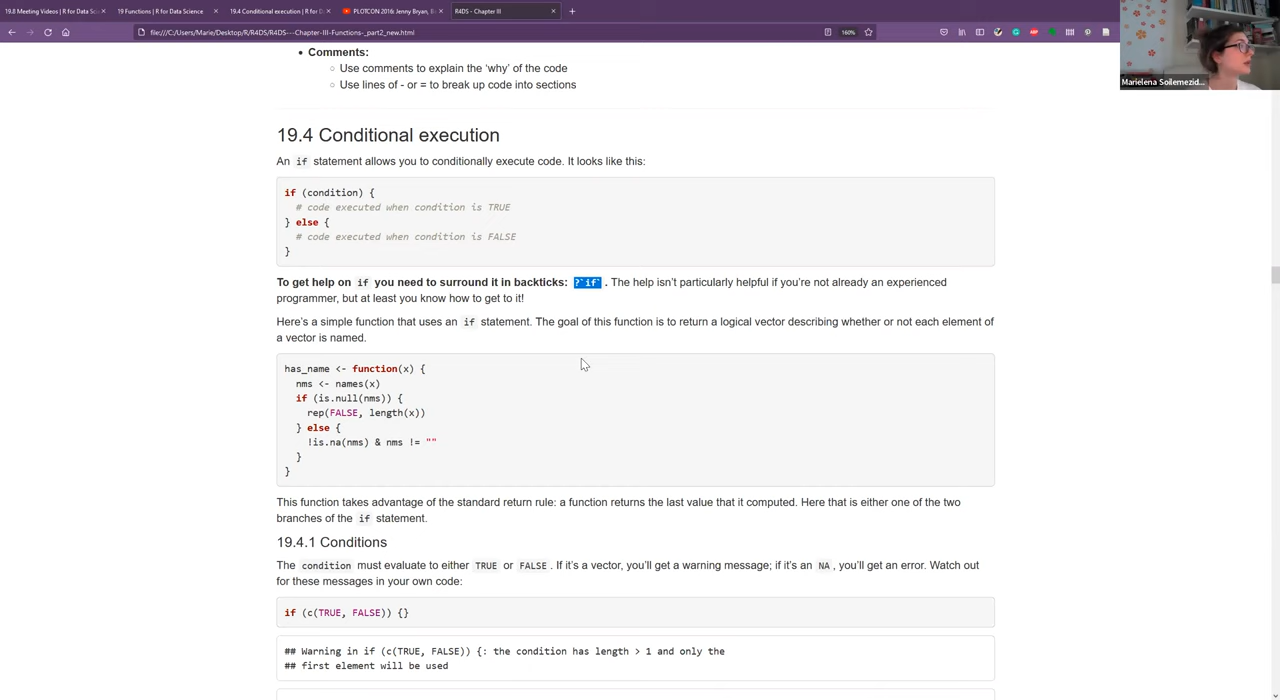 19.8 Meeting Videos | R for Data Sc
19 Functions | R for Data Science
19.4 Conditional execution | R for D
PLOTCON 2016: Jenny Bryan,
R4DS - Chapter III
file:///C:/Users/Marie/Desktop/R/R4DS/R4DS---Chapter-III-Functions-_part2_new.html
160%
Marielena Soilemezid...
• Comments:
Use comments to explain the ‘why’ of the code
Use lines of - or = to break up code into sections
19.4 Conditional execution
An if statement allows you to conditionally execute code. It looks like this:
if (condition) {
# code executed when condition is TRUE
} else {
# code executed when condition is FALSE
}
To get help on if you need to surround it in backticks: ?`if` . The help isn’t particularly helpful if you’re not already an experienced
programmer, but at least you know how to get to it!
Here’s a simple function that uses an if statement. The goal of this function is to return a logical vector describing whether or not each element of
a vector is named.
has_name <- function(x) {
nms <- names(x)
if (is.null(nms)) {
rep(FALSE, length(x))
} else {
!is.na(nms) & nms != ""
}
}
This function takes advantage of the standard return rule: a function returns the last value that it computed. Here that is either one of the two
branches of the if statement.
19.4.1 Conditions
The condition must evaluate to either TRUE or FALSE . If it’s a vector, you’ll get a warning message; if it’s an NA , you’ll get an error. Watch out
for these messages in your own code:
if (c(TRUE, FALSE)) {}
## Warning in if (c(TRUE, FALSE)) {: the condition has length > 1 and only the
## first element will be used